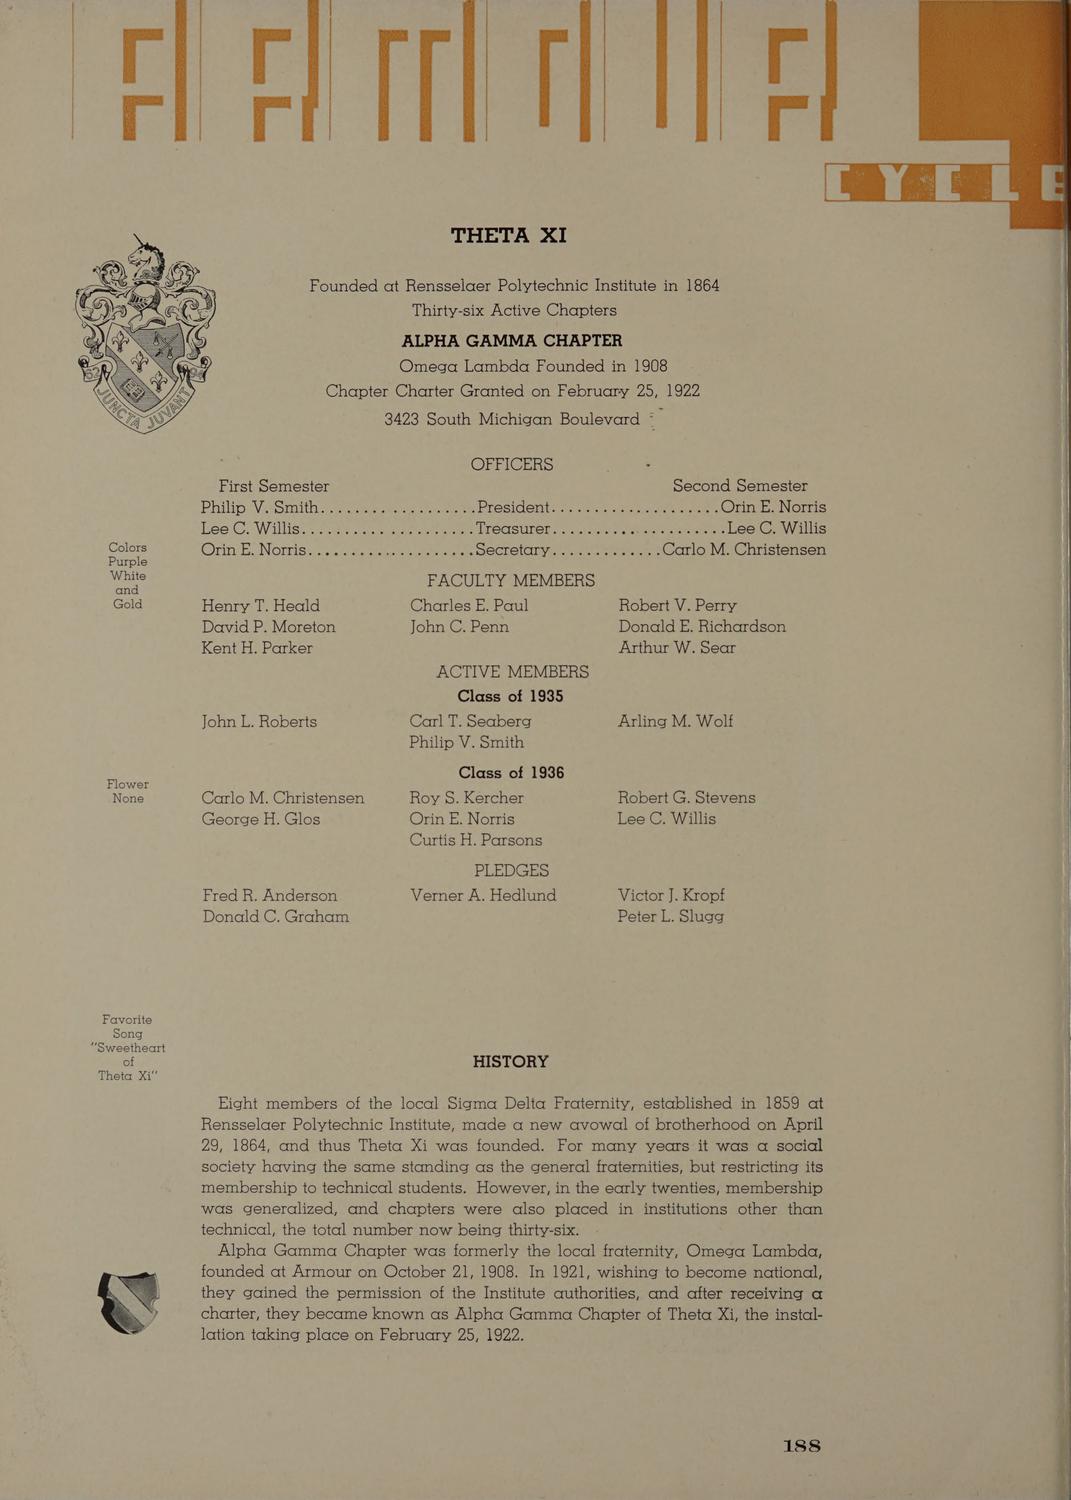 CYCLE
THETA XI
Founded at Rensselaer Polytechnic Institute in 1864
Thirty-six Active Chapters
ALPHA GAMMA CHAPTER
Omega Lambda Founded in 1908
Chapter Charter Granted on February 25, 1922
3423 South Michigan Boulevard
JUNCTA JUVANT
OFFICERS
First Semester Second Semester
Philip V. Smith...................President....................Orin E. Norris
Lee C. Willis.....................Treasurer.....................Lee C. Willis
Orin E. Norris....................Secretary.............Carlo M. Christensen
Colors
Purple
White
and
Gold
FACULTY MEMBERS
Henry T. Heald Charles E. Paul Robert V. Perry
David P. Moreton John C. Penn Donald E. Richardson
Kent H. Parker Arthur W. Sear
ACTIVE MEMBERS
Class of 1935
John L. Roberts Carl T. Seaberg Arling M. Wolf
Philip V. Smith
Class of 1936
Flower
None
Carlo M. Christensen Roy S. Kercher Robert G. Stevens
George H. Glos Orin E. Norris Lee C. Willis
Curtis H. Parsons
PLEDGES
Fred R. Anderson Verner A. Hedlund Victor J. Kropf
Donald C. Graham Peter L. Slugg
Favorite
Song
"Sweetheart
of
Theta Xi"
HISTORY
Eight members of the local Sigma Delta Fraternity, established in 1859 at
Rensselaer Polytechnic Institute, made a new avowal of brotherhood on April
29, 1864, and thus Theta Xi was founded. For many years it was a social
society having the same standing as the general fraternities, but restricting its
membership to technical students. However, in the early twenties, membership
was generalized, and chapters were also placed in institutions other than
technical, the total number now being thirty-six.
Alpha Gamma Chapter was formerly the local fraternity, Omega Lambda,
founded at Armour on October 21, 1908. In 1921, wishing to become national,
they gained the permission of the Institute authorities, and after receiving a
charter, they became known as Alpha Gamma Chapter of Theta Xi, the instal-
lation taking place on February 25, 1922.
188